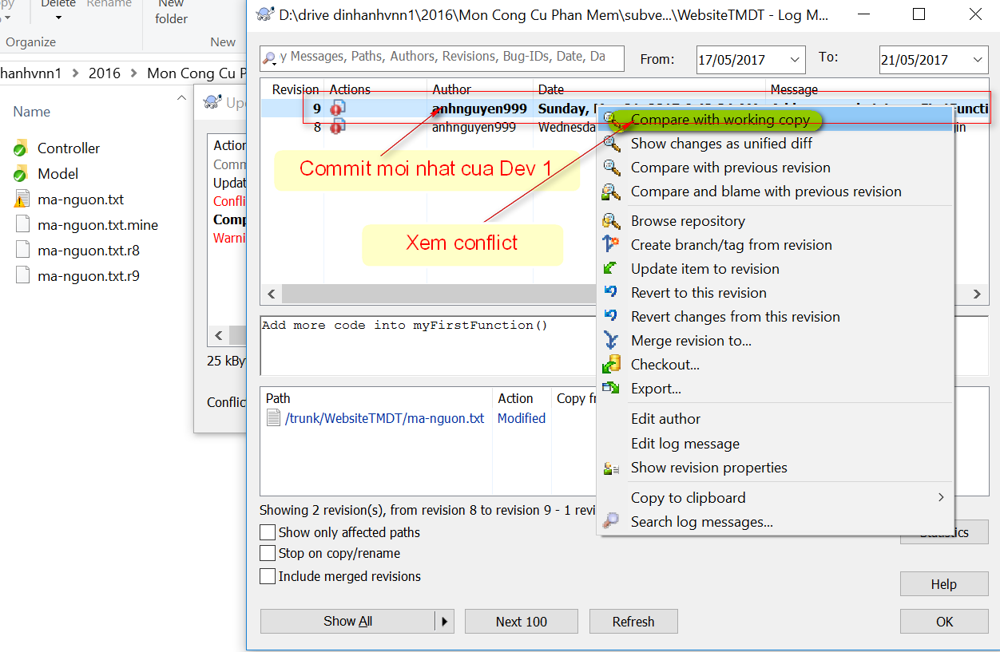 Delete
Rename
New
folder
Organize
New
hanhvnn1 > 2016 > Mon Cong Cu P
Name
Controller
Model
ma-nguon.txt
ma-nguon.txt.mine
ma-nguon.txt.r8
ma-nguon.txt.r9
Action
Updat
Conflic
Comp
Warni
25 kBy
Conflic
D:\drive dinhanhvnn1\2016\Mon Cong Cu Phan Mem\subve...\WebsiteTMDT - Log M...
y Messages, Paths, Authors, Revisions, Bug-IDs, Date, Da
From:
17/05/2017
To:
21/05/2017
Revision Actions Author Date Message
9 anhnguyen999 Sunday,
8 anhnguyen999 Wednesda
Commit moi nhat cua Dev 1
Xem conflict
Compare with working copy
Show changes as unified diff
Compare with previous revision
Compare and blame with previous revision
Browse repository
Create branch/tag from revision
Update item to revision
Revert to this revision
Revert changes from this revision
Merge revision to...
Checkout...
Export...
Edit author
Edit log message
Show revision properties
Copy to clipboard
Search log messages...
Add more code into myFirstFunction()
Path Action Copy fr
/trunk/WebsiteTMDT/ma-nguon.txt Modified
Showing 2 revision(s), from revision 8 to revision 9 - 1 revi
Show only affected paths
Stop on copy/rename
Include merged revisions
Statistics
Help
Show All
Next 100
Refresh
OK